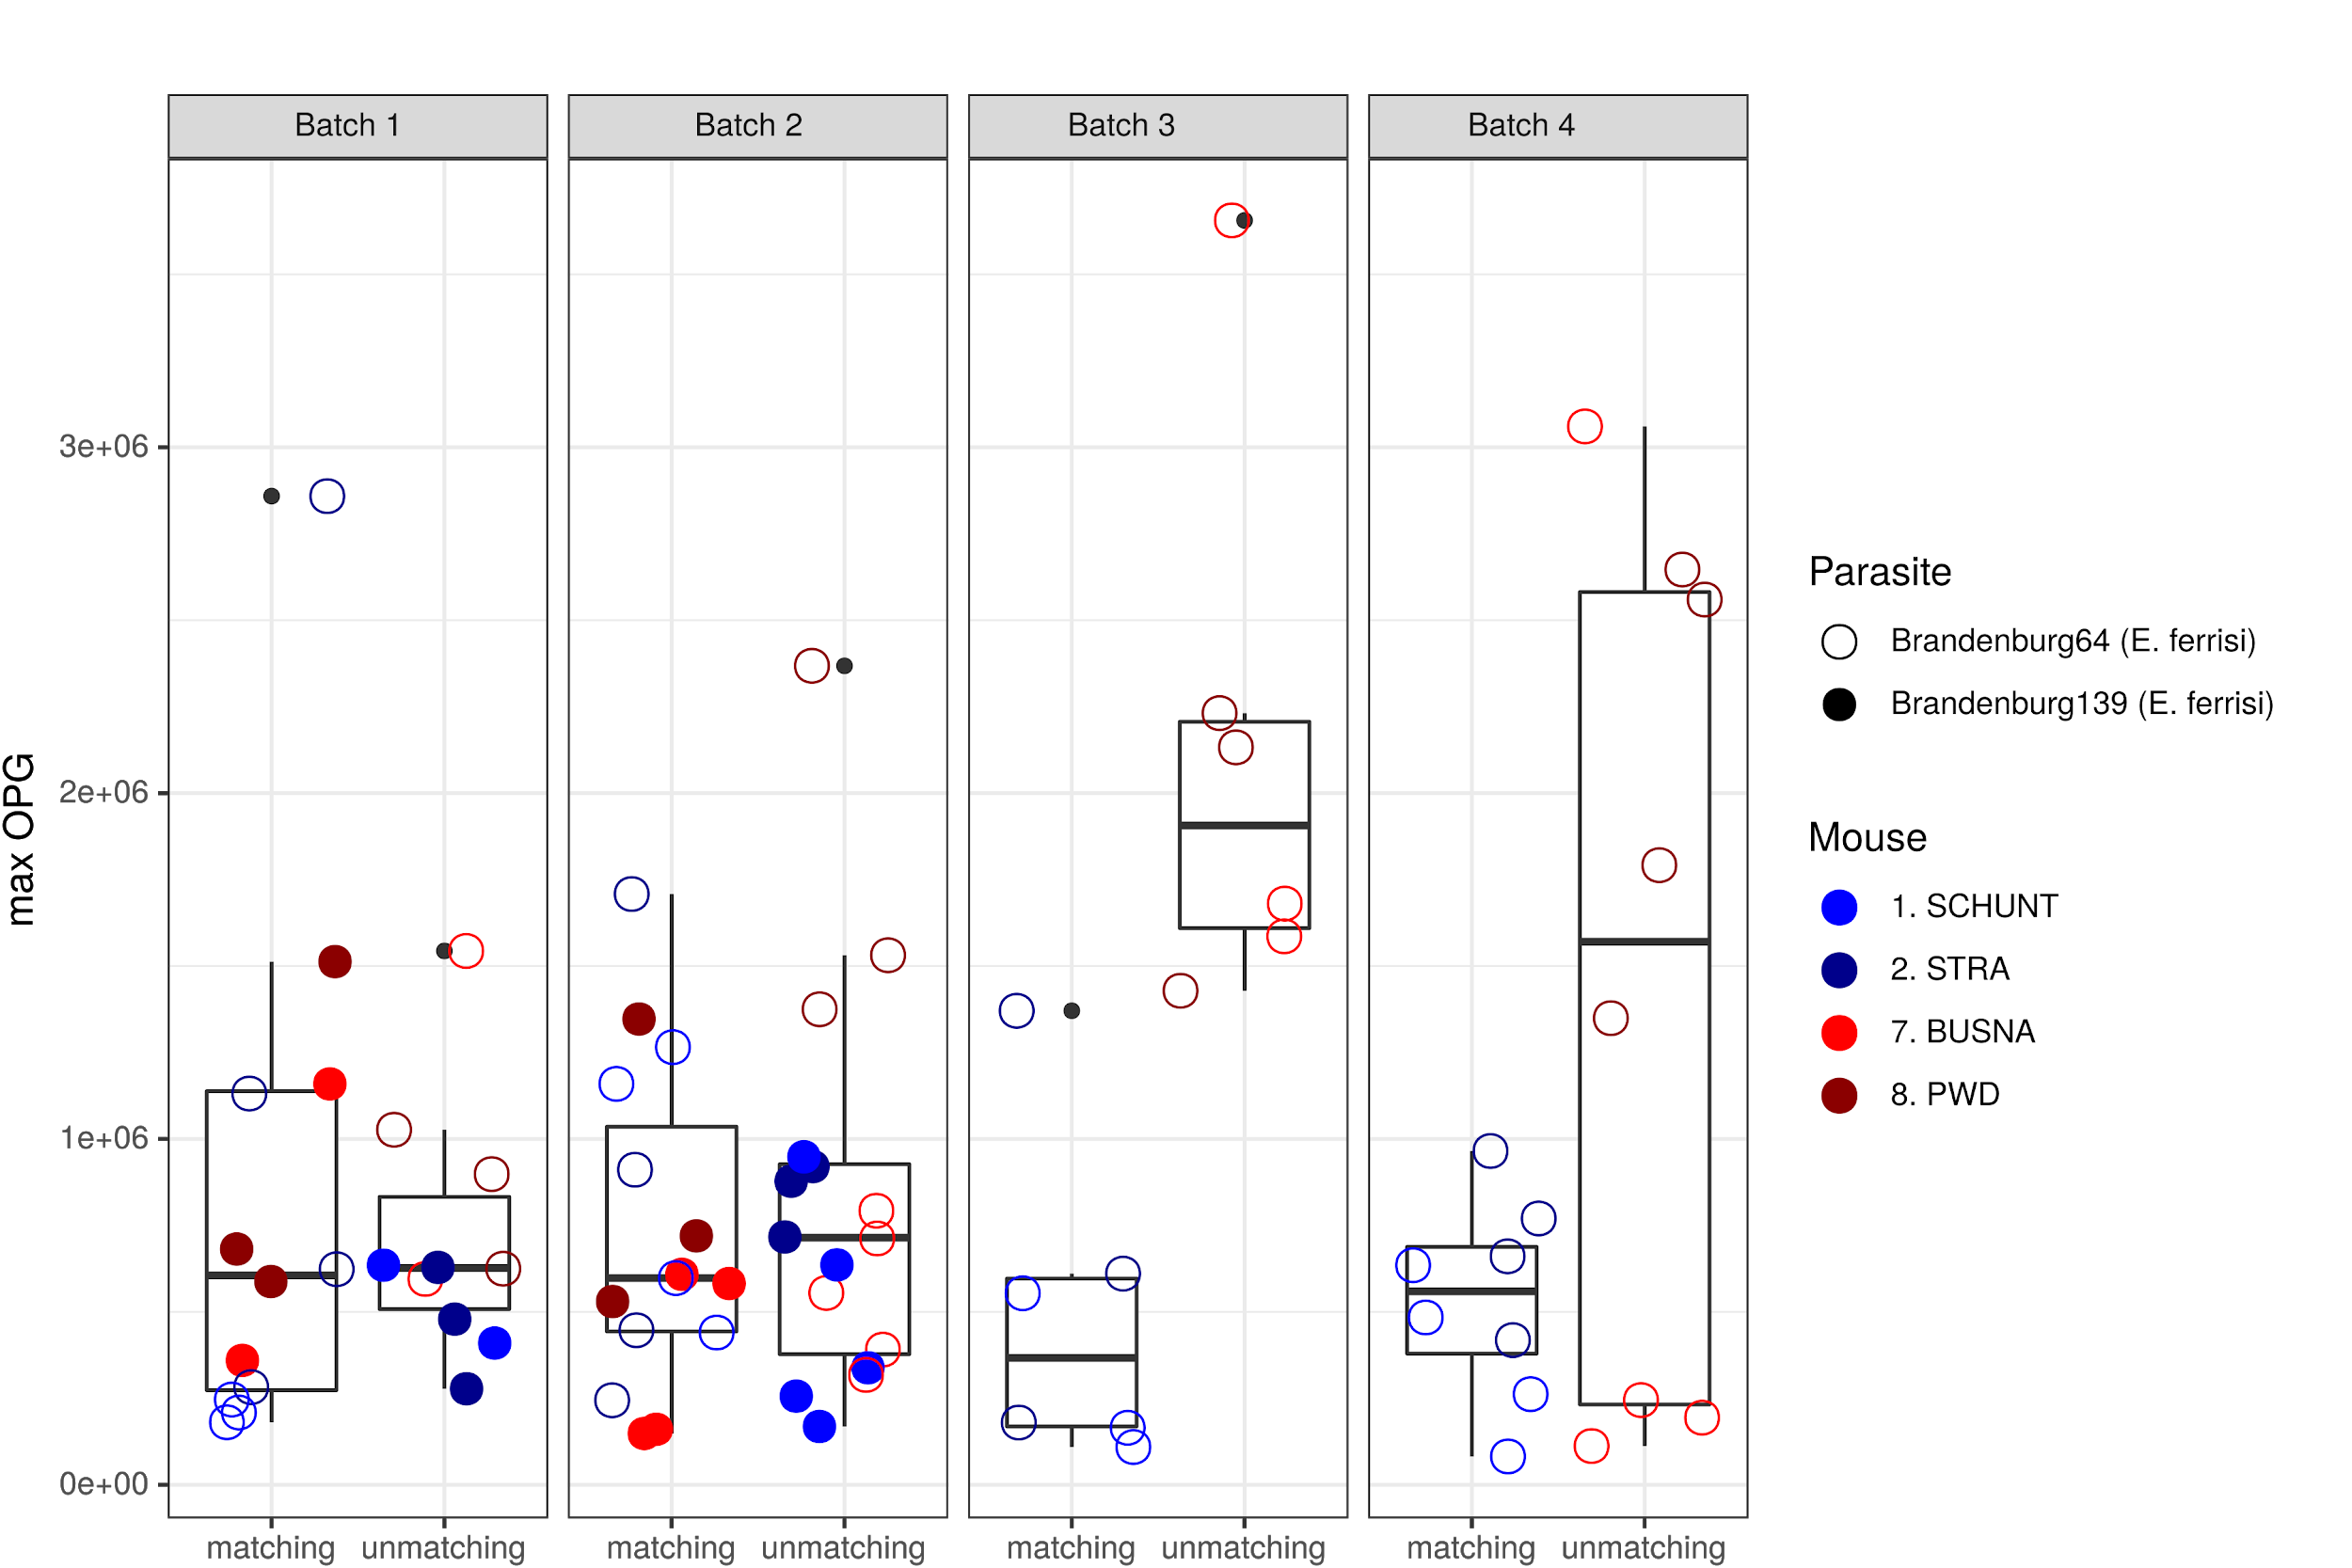 Batch 1
Batch 2
Batch 3
Batch 4
max OPG
3e+06
2e+06
1e+06
0e+00
matching unmatching
matching unmatching
matching unmatching
matching unmatching
Parasite
Brandenburg64 (E. ferrisi)
Brandenburg139 (E. ferrisi)
Mouse
1. SCHUNT
2. STRA
7. BUSNA
8. PWD